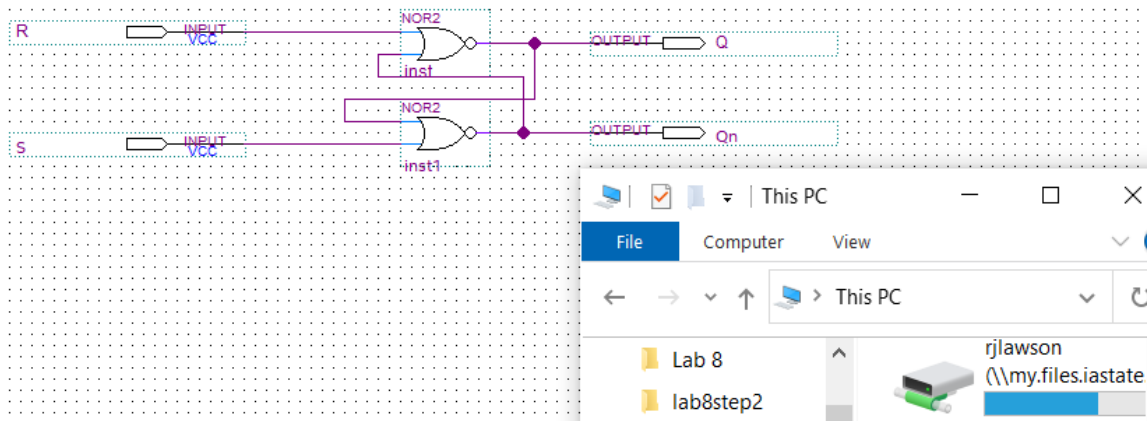 NOR2
R
INPUT
VCC
OUTPUT
Q
inst
NOR2
S
INPUT
VCC
OUTPUT
Qn
inst1
This PC
File
Computer
View
This PC
Lab 8
lab8step2
rjlawson
(\\my.files.iastate